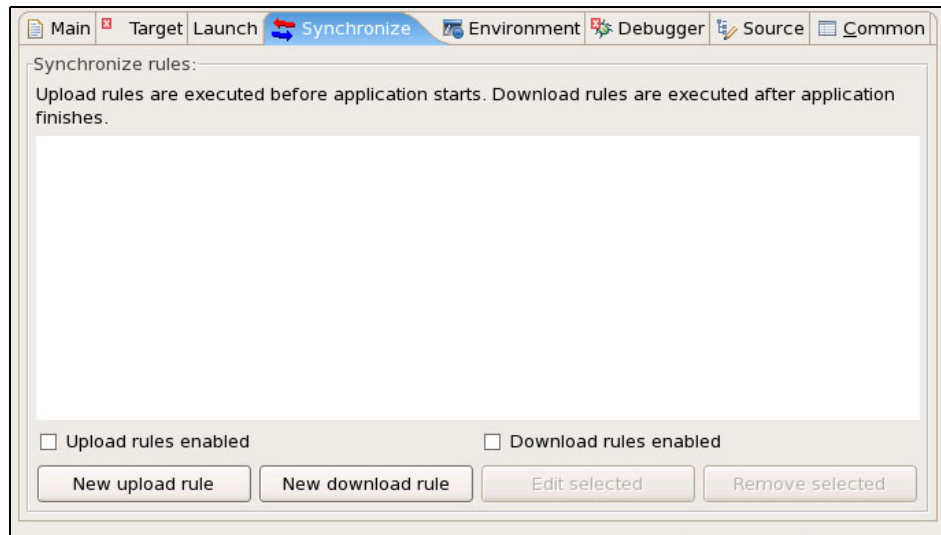 Main Target Launch Synchronize Environment Debugger Source Common
Synchronize rules:
Upload rules are executed before application starts. Download rules are executed after application
finishes.
Upload rules enabled Download rules enabled
New upload rule New download rule Edit selected Remove selected